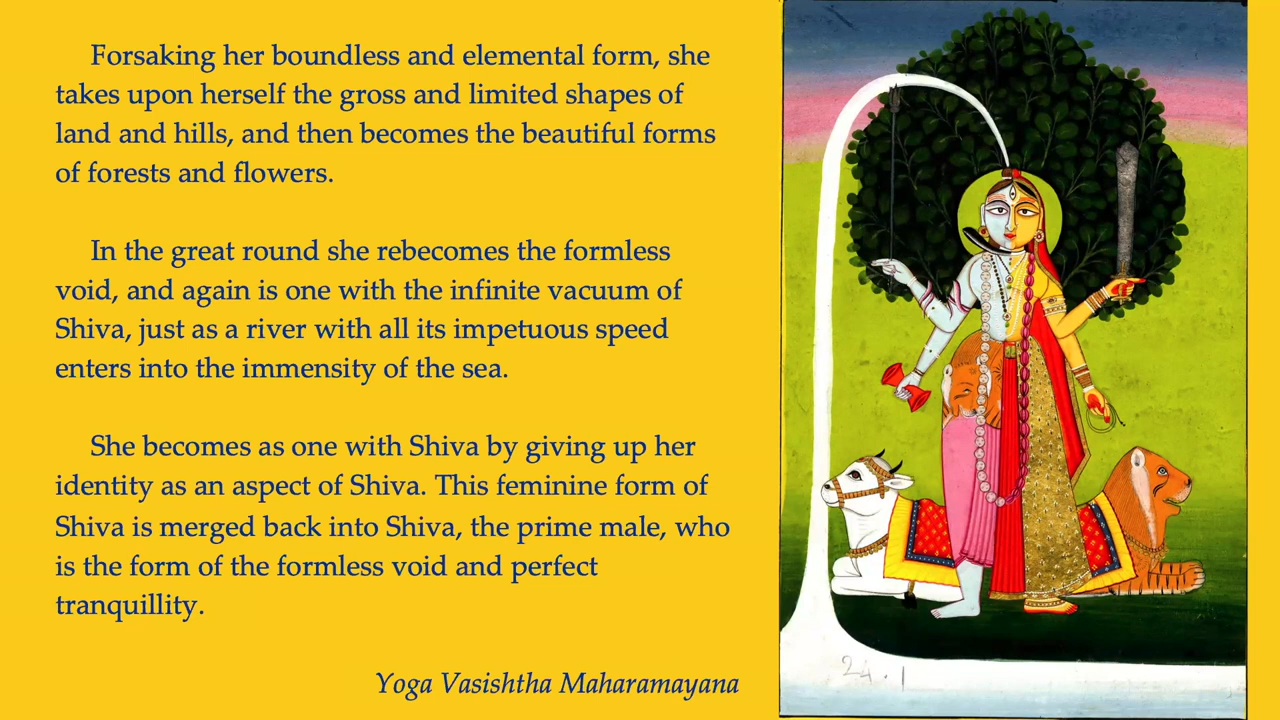 Forsaking her boundless and elemental form, she
takes upon herself the gross and limited shapes of
land and hills, and then becomes the beautiful forms
of forests and flowers.
In the great round she rebecomes the formless
void, and again is one with the infinite vacuum of
Shiva, just as a river with all its impetuous speed
enters into the immensity of the sea.
She becomes as one with Shiva by giving up her
identity as an aspect of Shiva. This feminine form of
Shiva is merged back into Shiva, the prime male, who
is the form of the formless void and perfect
tranquillity.
Yoga Vasishtha Maharamayana
24.1